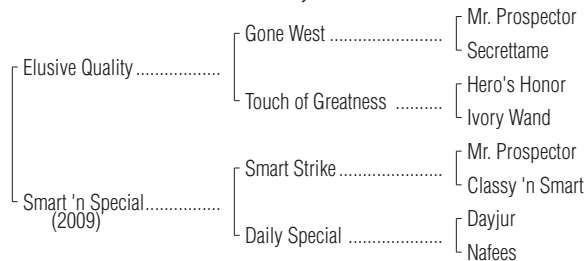 Mr. Prospector
Gone West ........................
Secrettame
Elusive Quality ..................
Hero's Honor
Touch of Greatness ..........
Ivory Wand
Mr. Prospector
Smart Strike ......................
Classy 'n Smart
Smart 'n Special................
(2009)
Dayjur
Daily Special ....................
Nafees